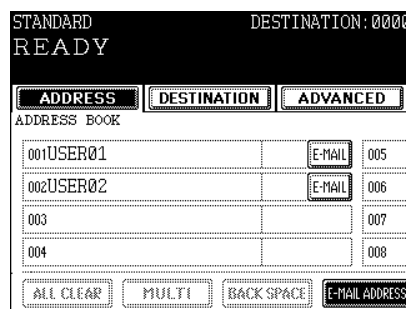 STANDARD DESTINATION:0000
READY
ADDRESS DESTINATION ADVANCED
ADDRESS BOOK
001USER01 E-MAIL 005
002USER02 E-MAIL 006
003 007
004 008
ALL CLEAR MULTI BACK SPACE E-MAIL ADDRESS